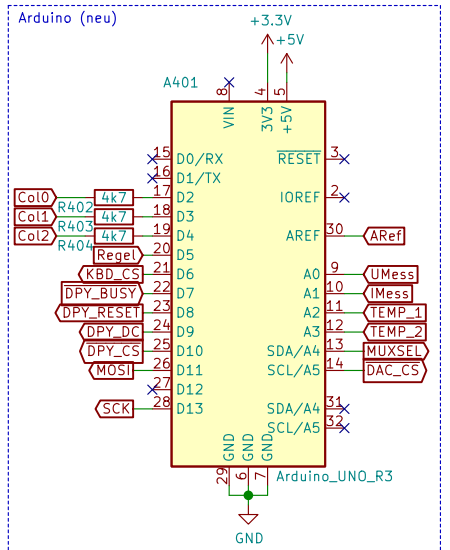 Arduino (neu)
+3.3V
+5V
A401
8 4 5
VIN 3V3 +5V
15 D0/RX RESET 3
16 D1/TX
Col0 4k7 17 D2 IOREF 2
R402
Col1 18 D3
R403
Col2 4k7 19 D4 AREF 30 ARef
R404
Regel 20 D5
KBD_CS 21 D6 A0 9 UMess
DPY_BUSY 22 D7 A1 10 IMess
DPY_RESET 23 D8 A2 11 TEMP_1
DPY_DC 24 D9 A3 12 TEMP_2
DPY_CS 25 D10 SDA/A4 13 MUXSEL
MOSI 26 D11 SCL/A5 14 DAC_CS
27 D12
SCK 28 D13 SDA/A4 31
SCL/A5 32
GND GND GND
29 6 7
Arduino_UNO_R3
GND